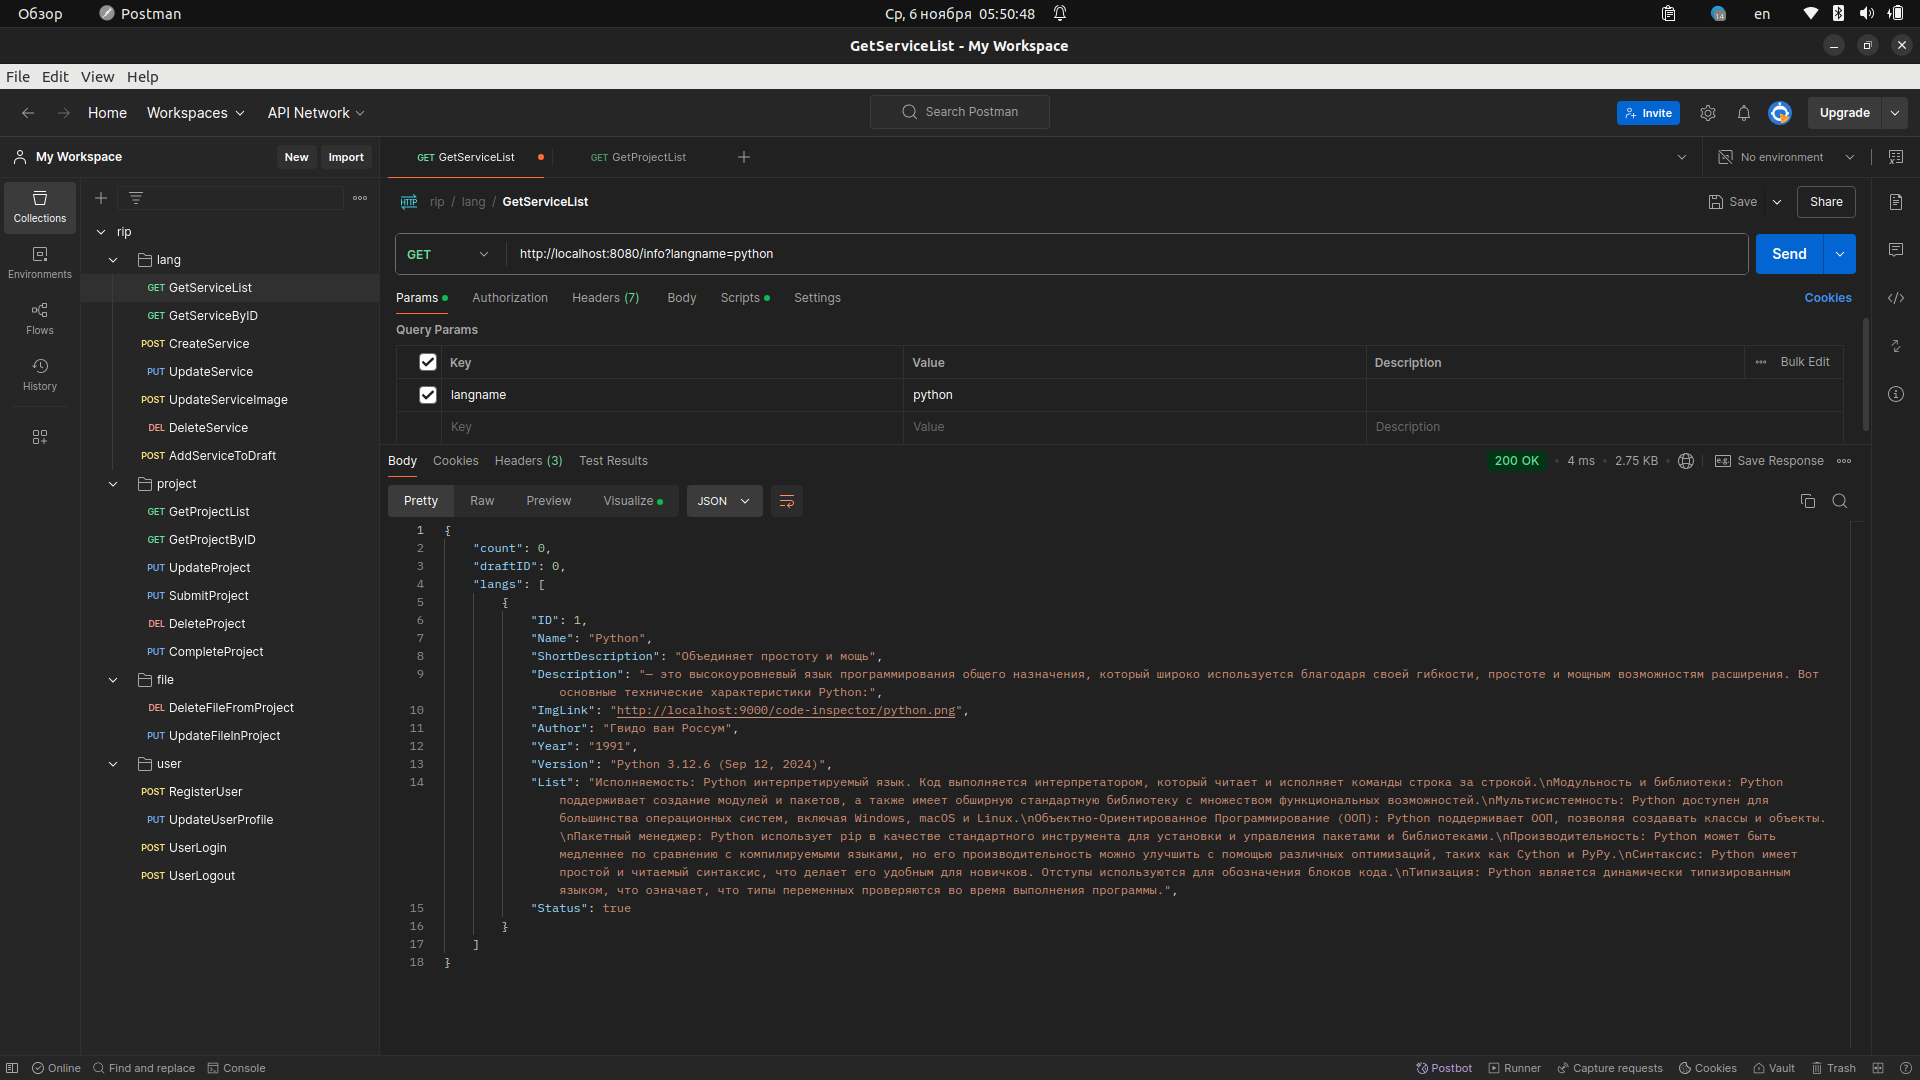 Обзор Postman Ср, 6 ноября 05:50:48 14 en
GetServiceList - My Workspace
File Edit View Help
Home Workspaces API Network Search Postman Invite Upgrade
My Workspace New Import GET GetServiceList GET GetProjectList No environment
Collections
Environments
Flows
History
rip
lang
GET GetServiceList
GET GetServiceByID
POST CreateService
PUT UpdateService
POST UpdateServiceImage
DEL DeleteService
POST AddServiceToDraft
project
GET GetProjectList
GET GetProjectByID
PUT UpdateProject
PUT SubmitProject
DEL DeleteProject
PUT CompleteProject
file
DEL DeleteFileFromProject
PUT UpdateFileInProject
user
POST RegisterUser
PUT UpdateUserProfile
POST UserLogin
POST UserLogout
HTTP rip / lang / GetServiceList Save Share
GET http://localhost:8080/info?langname=python Send
Params Authorization Headers (7) Body Scripts Settings Cookies
Query Params
Key Value Description Bulk Edit
langname python
Key Value Description
Body Cookies Headers (3) Test Results 200 OK 4 ms 2.75 KB e.g. Save Response
Pretty Raw Preview Visualize JSON
1 {
2 "count": 0,
3 "draftID": 0,
4 "langs": [
5 {
6 "ID": 1,
7 "Name": "Python",
8 "ShortDescription": "Объединяет простоту и мощь",
9 "Description": "— это высокоуровневый язык программирования общего назначения, который широко используется благодаря своей гибкости, простоте и мощным возможностям расширения. Вот
основные технические характеристики Python:",
10 "ImgLink": "http://localhost:9000/code-inspector/python.png",
11 "Author": "Гвидо ван Россум",
12 "Year": "1991",
13 "Version": "Python 3.12.6 (Sep 12, 2024)",
14 "List": "Исполняемость: Python интерпретируемый язык. Код выполняется интерпретатором, который читает и исполняет команды строка за строкой.\nМодульность и библиотеки: Python
поддерживает создание модулей и пакетов, а также имеет обширную стандартную библиотеку с множеством функциональных возможностей.\nМультисистемность: Python доступен для
большинства операционных систем, включая Windows, macOS и Linux.\nОбъектно-Ориентированное Программирование (ООП): Python поддерживает ООП, позволяя создавать классы и объекты.
\nПакетный менеджер: Python использует pip в качестве стандартного инструмента для установки и управления пакетами и библиотеками.\nПроизводительность: Python может быть
медленнее по сравнению с компилируемыми языками, но его производительность можно улучшить с помощью различных оптимизаций, таких как Cython и PyPy.\nСинтаксис: Python имеет
простой и читаемый синтаксис, что делает его удобным для новичков. Отступы используются для обозначения блоков кода.\nТипизация: Python является динамически типизированным
языком, что означает, что типы переменных проверяются во время выполнения программы.",
15 "Status": true
16 }
17 ]
18 }
Online Find and replace Console Postbot Runner Capture requests Cookies Vault Trash